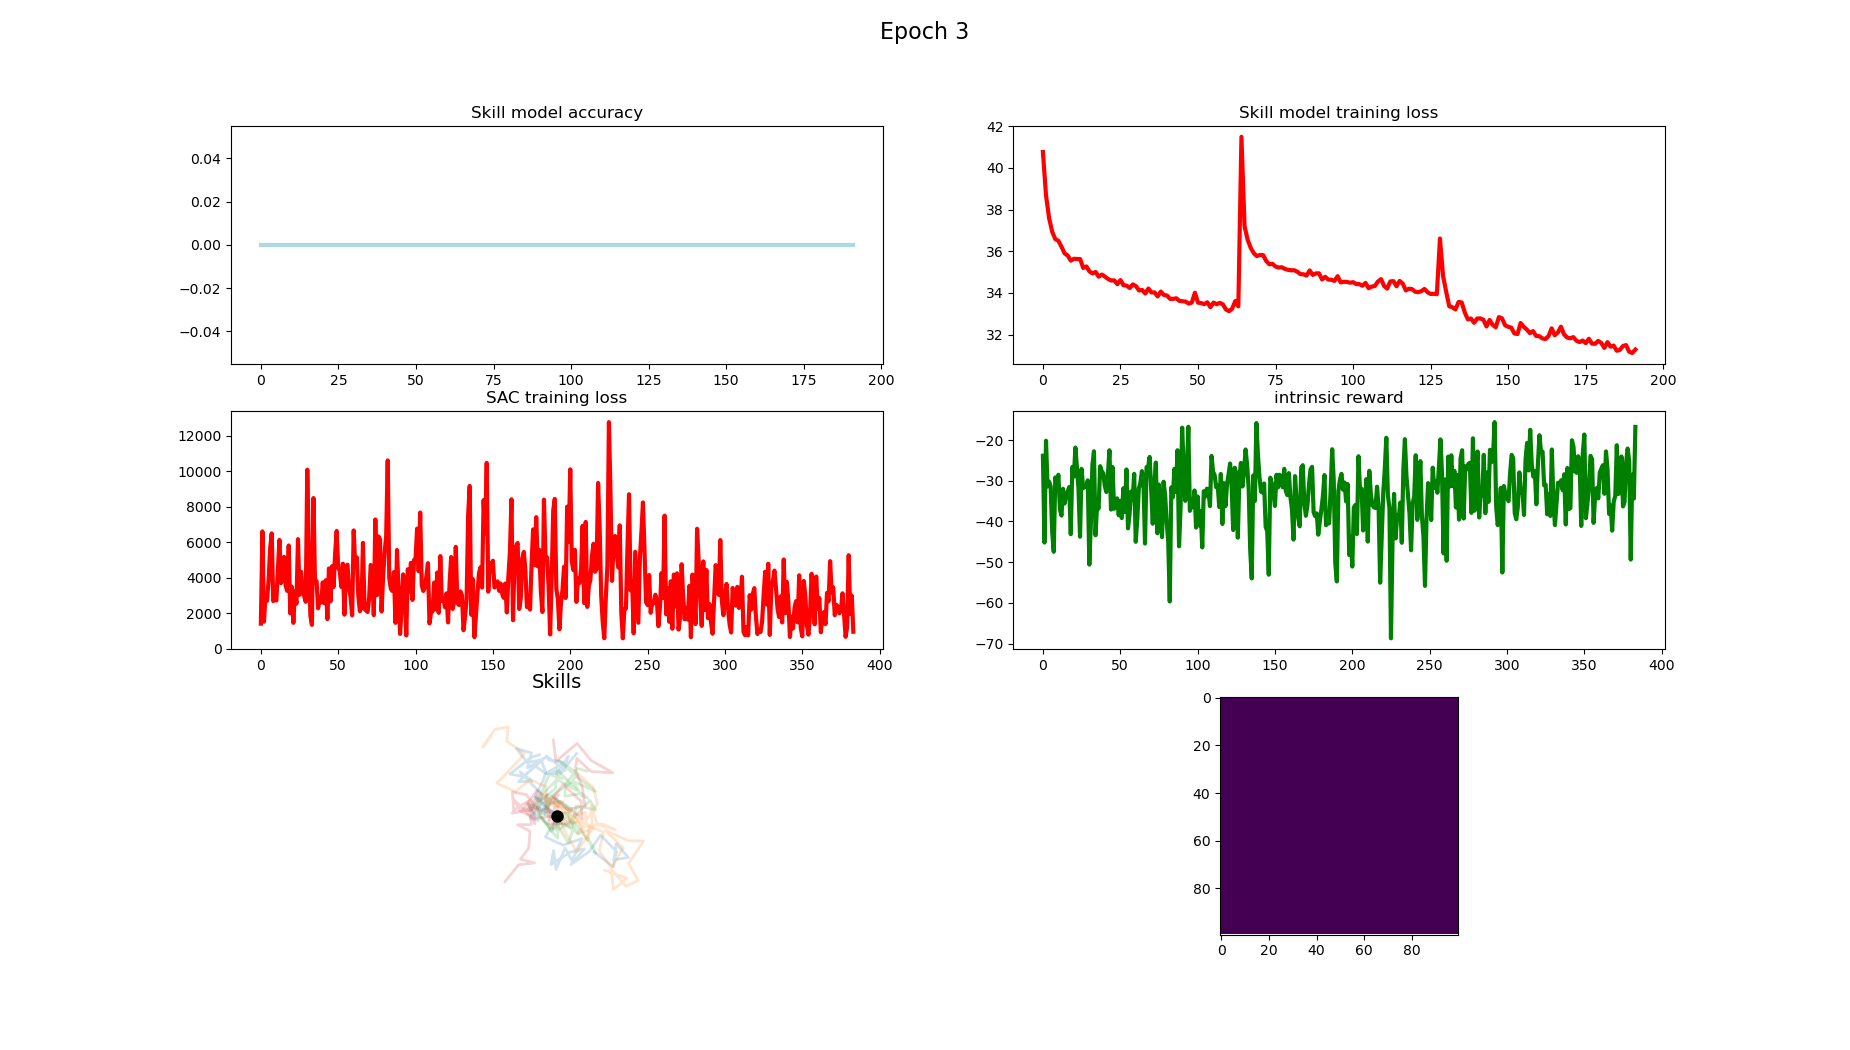 Epoch 3
Skill model accuracy
0.04
0.02
0.00
−0.02
−0.04
0 25 50 75 100 125 150 175 200
Skill model training loss
42
40
38
36
34
32
0 25 50 75 100 125 150 175 200
SAC training loss
12000
10000
8000
6000
4000
2000
0
0 50 100 150 200 250 300 350 400
intrinsic reward
−20
−30
−40
−50
−60
−70
0 50 100 150 200 250 300 350 400
Skills
0
20
40
60
80
0 20 40 60 80